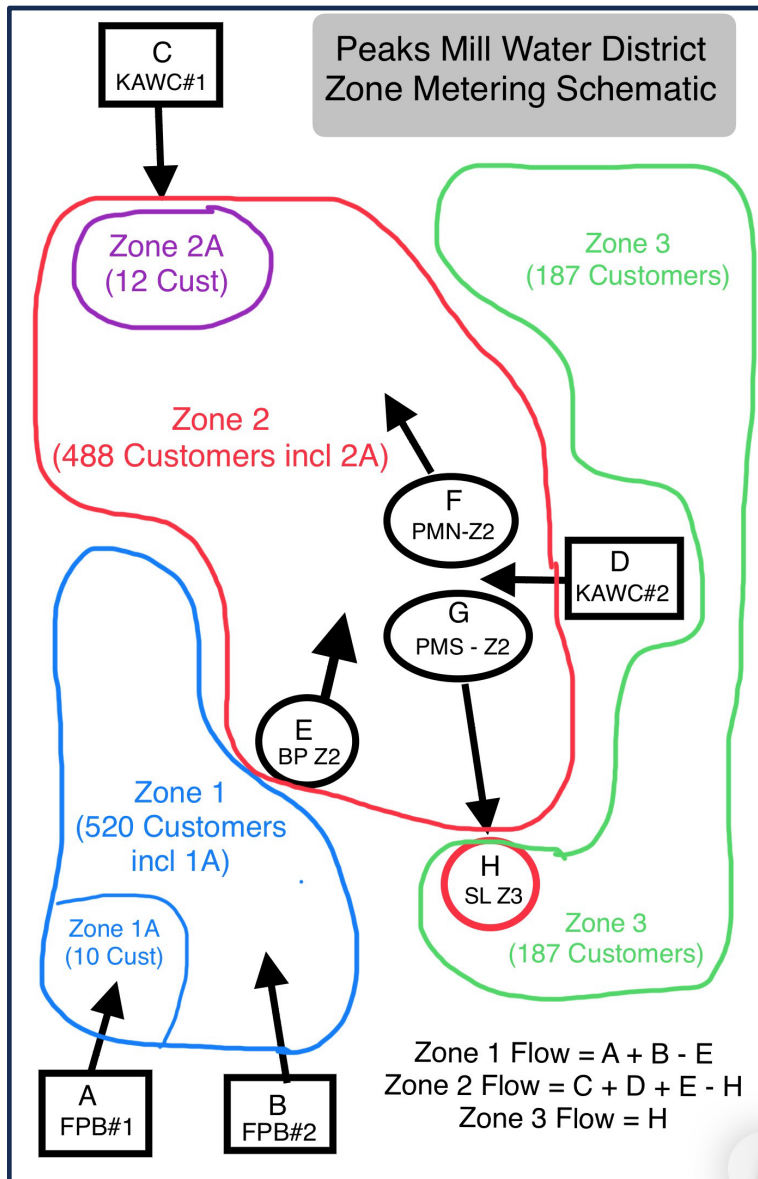 C
KAWC#1
Peaks Mill Water District
Zone Metering Schematic
Zone 2A
(12 Cust)
Zone 3
(187 Customers)
Zone 2
(488 Customers incl 2A)
F
PMN-Z2
D
KAWC#2
G
PMS - Z2
E
BP Z2
Zone 1
(520 Customers
incl 1A)
H
SL Z3
Zone 1A
(10 Cust)
Zone 3
(187 Customers)
A
FPB#1
B
FPB#2
Zone 1 Flow = A + B - E
Zone 2 Flow = C + D + E - H
Zone 3 Flow = H